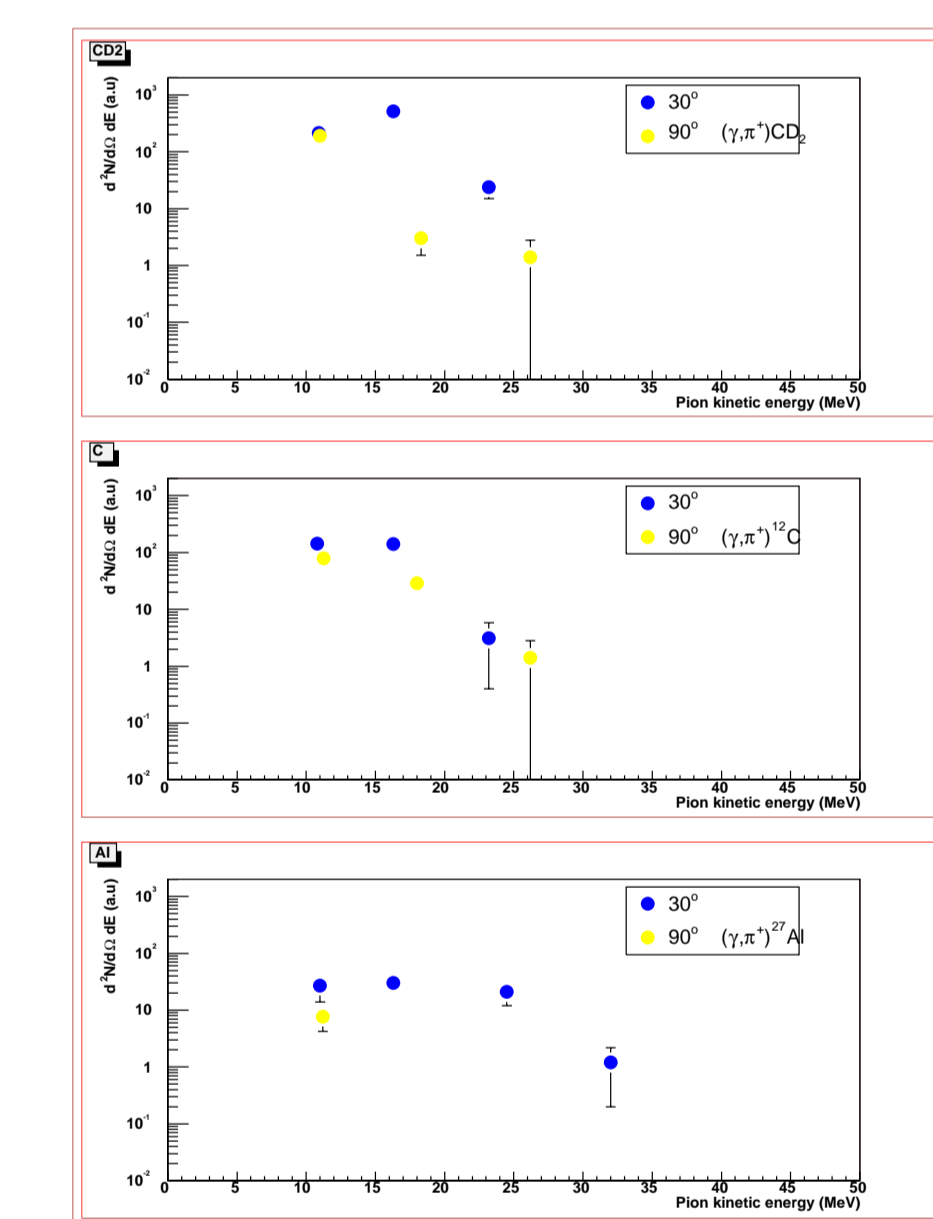 CD2
d²N/dΩ dE (a.u)
10³
10²
10
1
10⁻¹
10⁻²
30°
90° (γ,π⁺)CD₂
0 5 10 15 20 25 30 35 40 45 50
Pion kinetic energy (MeV)
C
d²N/dΩ dE (a.u)
10³
10²
10
1
10⁻¹
10⁻²
30°
90° (γ,π⁺)¹²C
0 5 10 15 20 25 30 35 40 45 50
Pion kinetic energy (MeV)
Al
d²N/dΩ dE (a.u)
10³
10²
10
1
10⁻¹
10⁻²
30°
90° (γ,π⁺)²⁷Al
0 5 10 15 20 25 30 35 40 45 50
Pion kinetic energy (MeV)